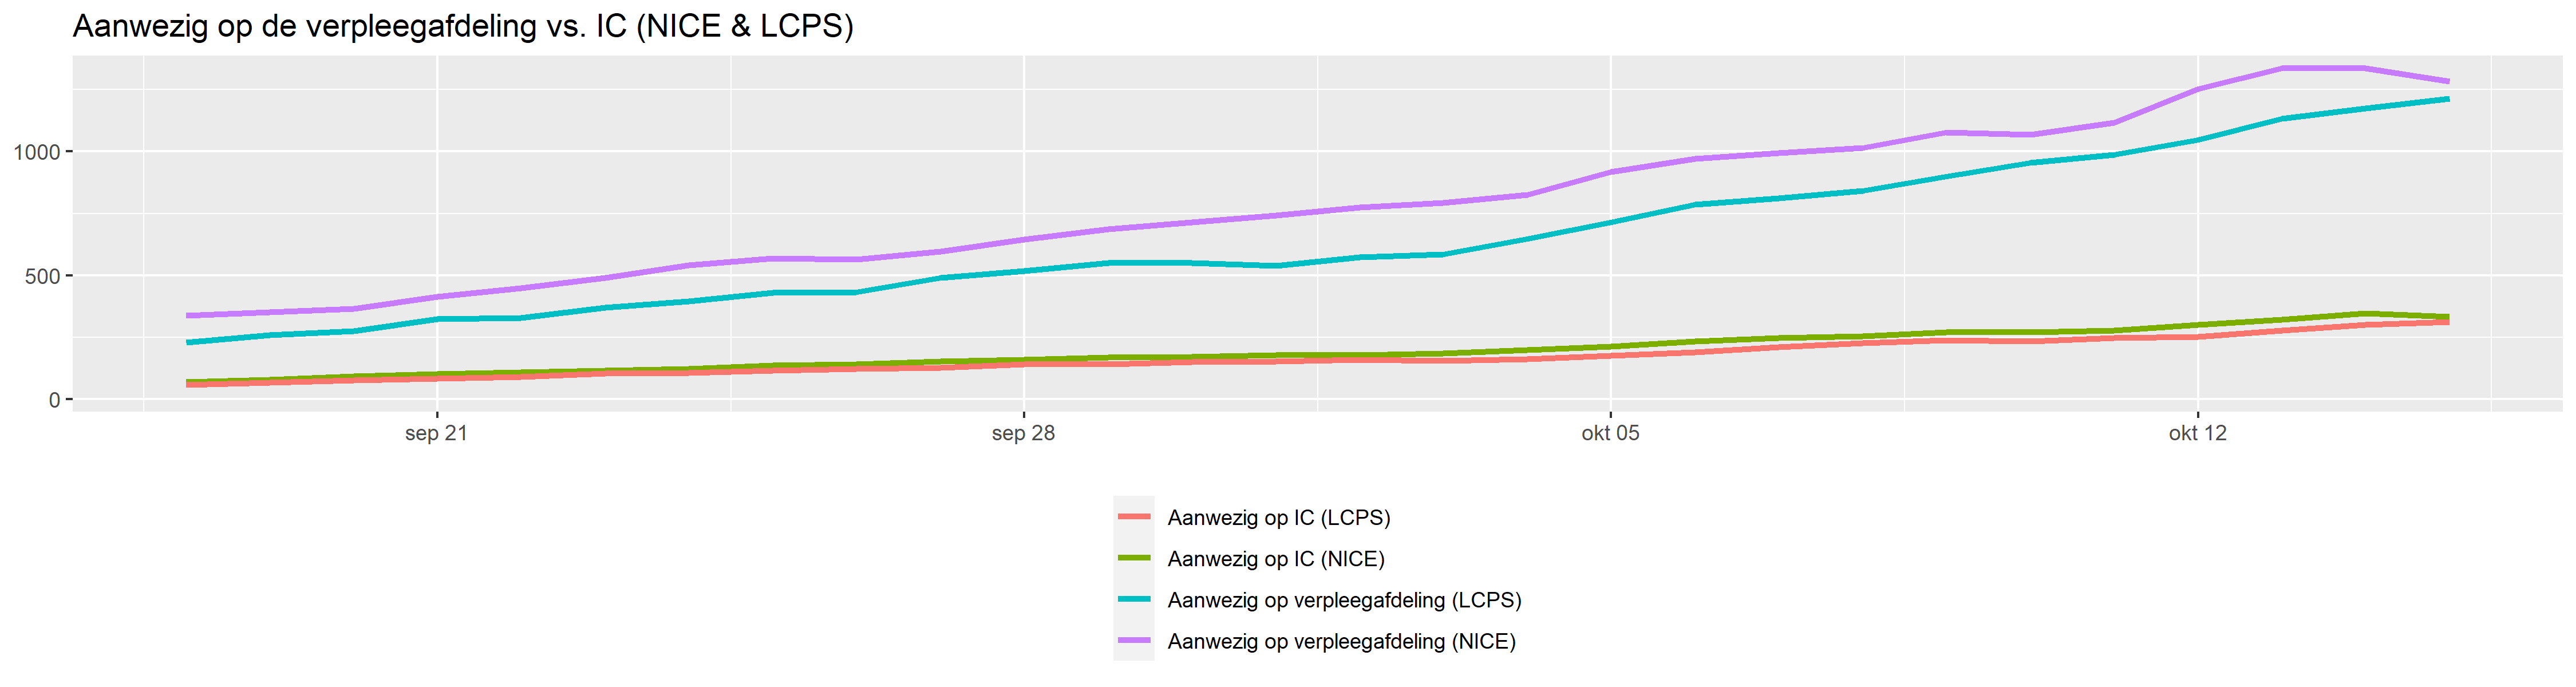 Aanwezig op de verpleegafdeling vs. IC (NICE & LCPS)
1000
500
0
sep 21
sep 28
okt 05
okt 12
Aanwezig op IC (LCPS)
Aanwezig op IC (NICE)
Aanwezig op verpleegafdeling (LCPS)
Aanwezig op verpleegafdeling (NICE)